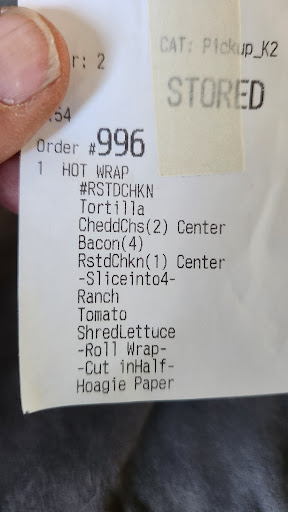 r: 2
CAT: Pickup_K2
STORED
:54
Order #996
1 HOT WRAP
#RSTDCHKN
Tortilla
CheddChs(2) Center
Bacon(4)
RstdChkn(1) Center
-Sliceinto4-
Ranch
Tomato
ShredLettuce
-Roll Wrap-
-Cut inHalf-
Hoagie Paper